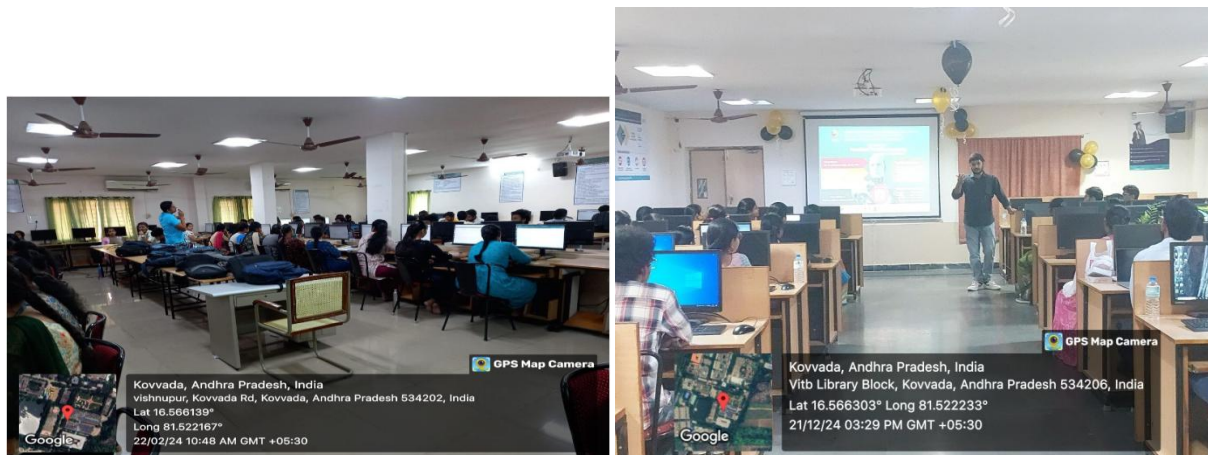 GPS Map Camera
Kovvada, Andhra Pradesh, India
vishnupur, Kovvada Rd, Kovvada, Andhra Pradesh 534202, India
Lat 16.566139°
Long 81.522167°
22/02/24 10:48 AM GMT +05:30
Google
GPS Map Camera
Kovvada, Andhra Pradesh, India
Vitb Library Block, Kovvada, Andhra Pradesh 534206, India
Lat 16.566303° Long 81.522233°
21/12/24 03:29 PM GMT +05:30
Google